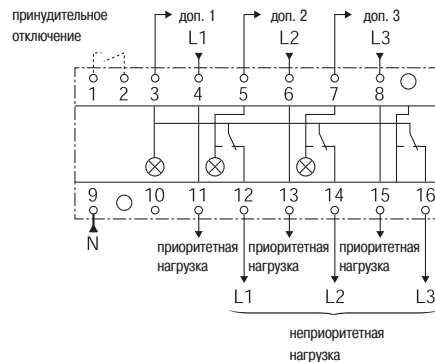 принудительное
отключение
доп. 1 доп. 2 доп. 3
L1 L2 L3
1 2 3 4 5 6 7 8
9 10 11 12 13 14 15 16
N
приоритетная приоритетная приоритетная
нагрузка нагрузка нагрузка
L1 L2 L3
неприоритетная
нагрузка